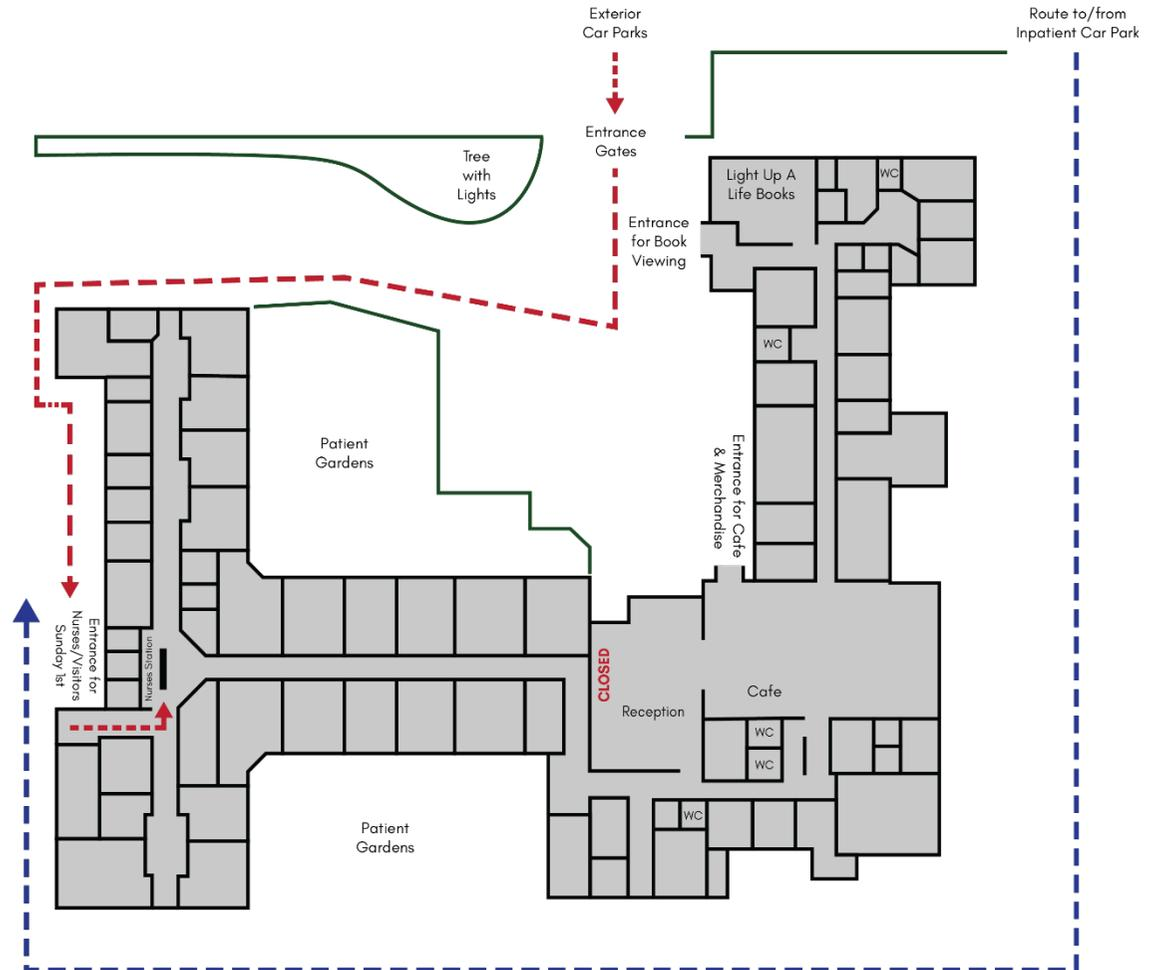 Exterior
Car Parks
Route to/from
Inpatient Car Park
Entrance
Gates
Tree
with
Lights
Light Up A
Life Books
WC
Entrance
for Book
Viewing
WC
Patient
Gardens
Entrance for Cafe
& Merchandise
Entrance for
Nurses/Visitors
Sunday 1st
Nurses Station
CLOSED
Reception
Cafe
WC
WC
WC
Patient
Gardens